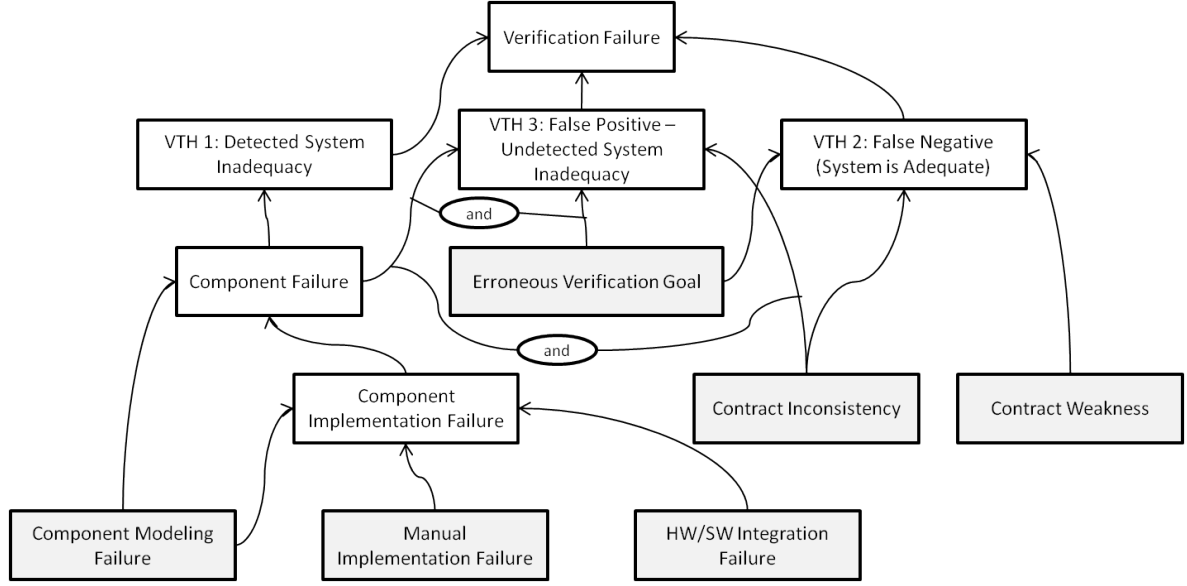 Verification Failure
VTH 1: Detected System
Inadequacy
VTH 3: False Positive –
Undetected System
Inadequacy
VTH 2: False Negative
(System is Adequate)
and
Component Failure
Erroneous Verification Goal
and
Component
Implementation Failure
Contract Inconsistency
Contract Weakness
Component Modeling
Failure
Manual
Implementation Failure
HW/SW Integration
Failure